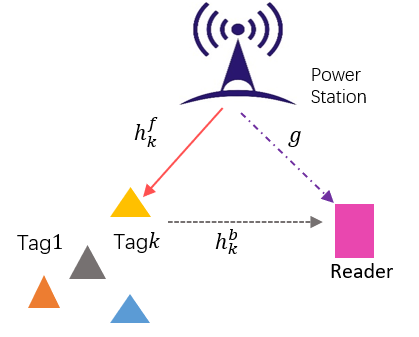 Power
Station
h_k^f
g
Tag1
Tagk
h_k^b
Reader